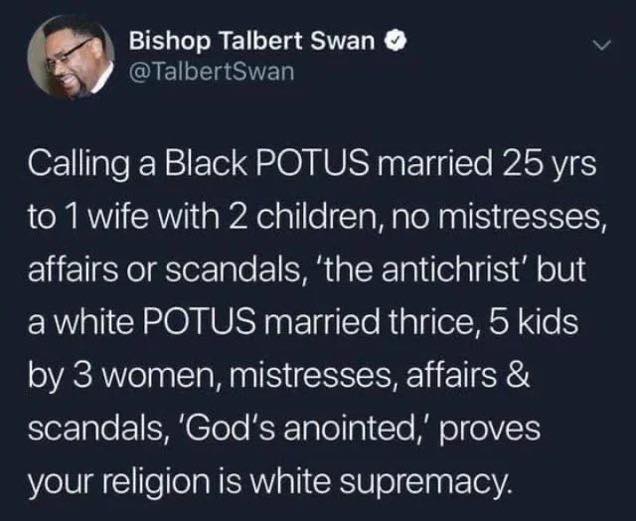 Bishop Talbert Swan
@TalbertSwan
Calling a Black POTUS married 25 yrs
to 1 wife with 2 children, no mistresses,
affairs or scandals, 'the antichrist' but
a white POTUS married thrice, 5 kids
by 3 women, mistresses, affairs &
scandals, 'God's anointed,' proves
your religion is white supremacy.